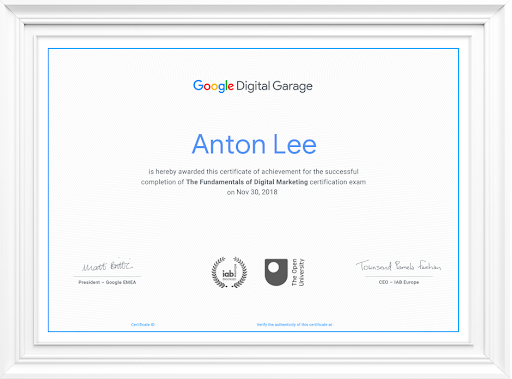 Google Digital Garage
Anton Lee
is hereby awarded this certificate of achievement for the successful
completion of The Fundamentals of Digital Marketing certification exam
on Nov 30, 2018
iab.
The Open
University
Townsend Pamela Feehan
President – Google EMEA
CEO – IAB Europe
Certificate ID
Verify the authenticity of this certificate at